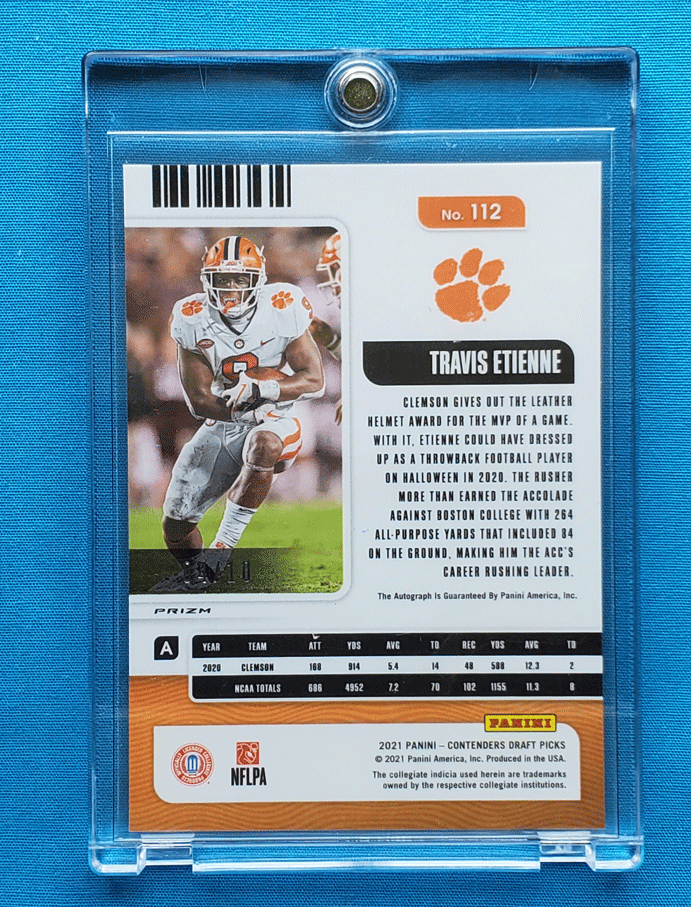 No. 112
TRAVIS ETIENNE
CLEMSON GIVES OUT THE LEATHER
HELMET AWARD FOR THE MVP OF A GAME.
WITH IT, ETIENNE COULD HAVE DRESSED
UP AS A THROWBACK FOOTBALL PLAYER
ON HALLOWEEN IN 2020. THE RUSHER
MORE THAN EARNED THE ACCOLADE
AGAINST BOSTON COLLEGE WITH 264
ALL-PURPOSE YARDS THAT INCLUDED 84
ON THE GROUND, MAKING HIM THE ACC'S
CAREER RUSHING LEADER.
The Autograph Is Guaranteed By Panini America, Inc.
PRIZM
A
YEAR TEAM ATT YDS AVG TD REC YDS AVG TD
2020 CLEMSON 168 914 5.4 14 48 588 12.3 2
NCAA TOTALS 686 4952 7.2 70 102 1155 11.3 8
PANINI
2021 PANINI – CONTENDERS DRAFT PICKS
© 2021 Panini America, Inc. Produced in the USA.
The collegiate indicia used herein are trademarks
owned by the respective collegiate institutions.
OFFICIALLY LICENSED COLLEGIATE PRODUCTS
NFLPA